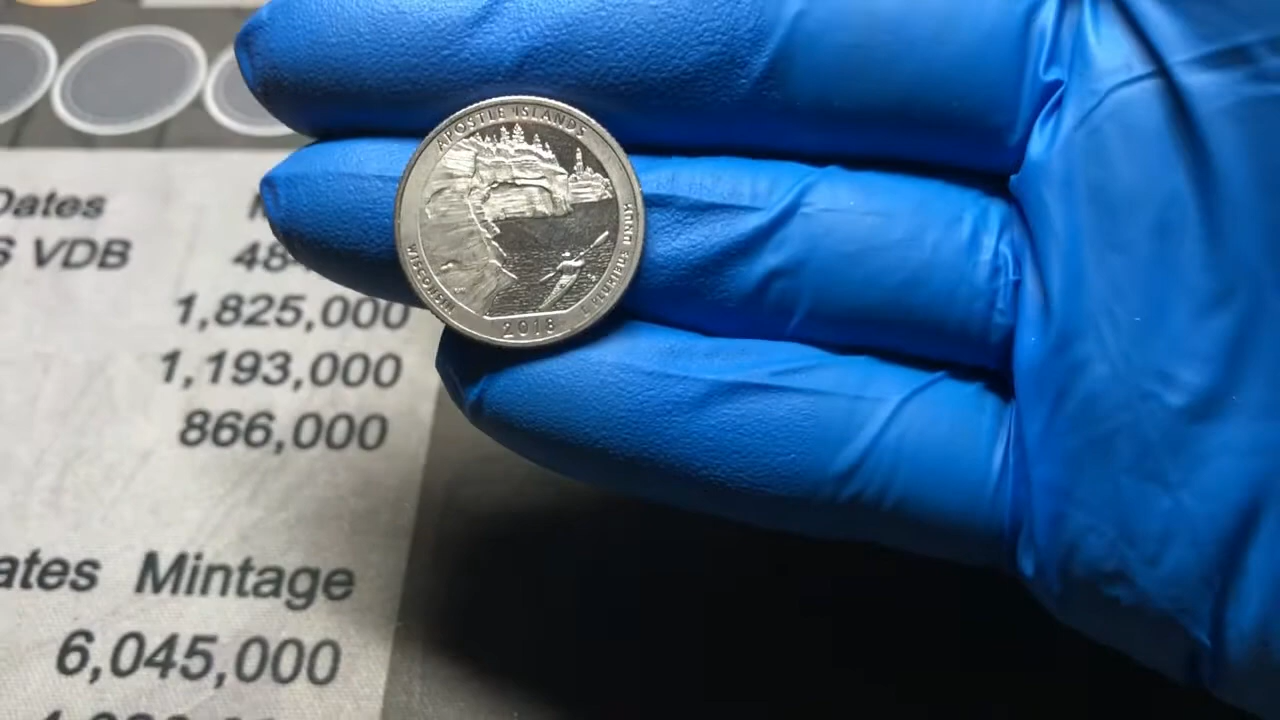 APOSTLE ISLANDS
WISCONSIN
E PLURIBUS UNUM
2018
Dates
S VDB
48
1,825,000
1,193,000
866,000
ates Mintage
6,045,000